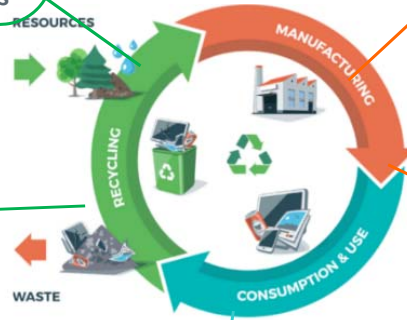 RESOURCES
MANUFACTURING
RECYCLING
CONSUMPTION & USE
WASTE